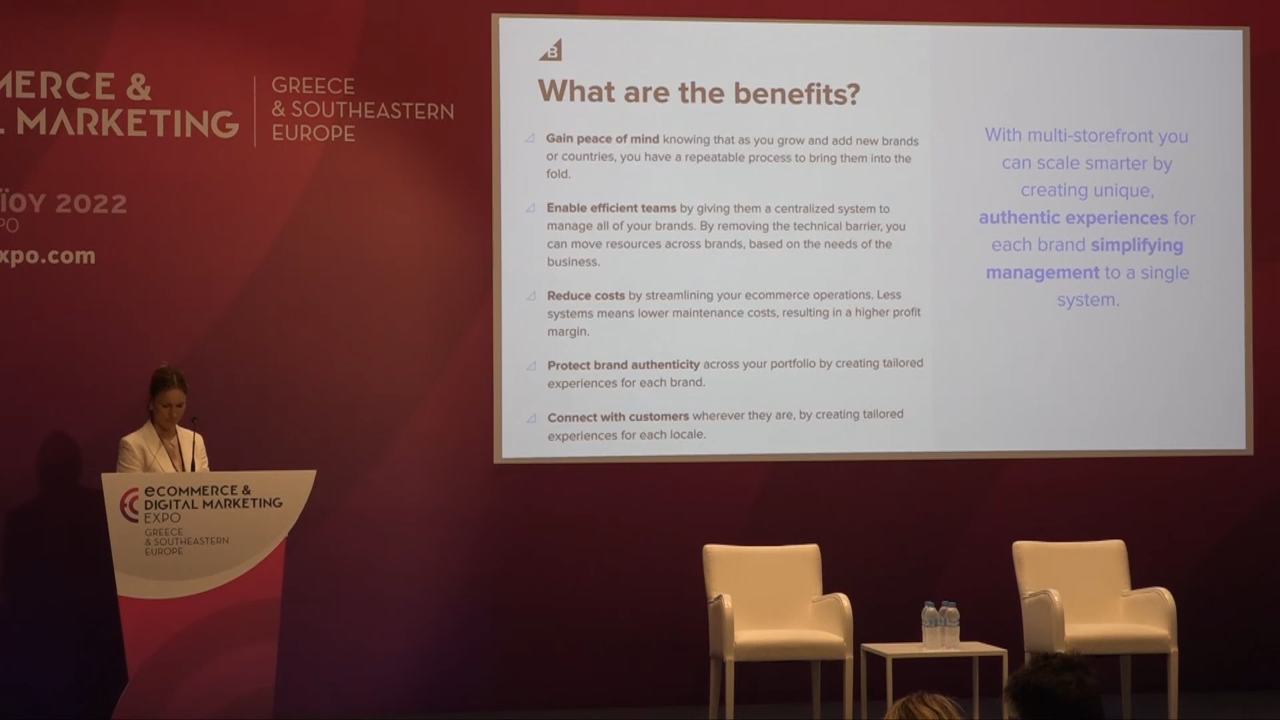 MERCE &
L MARKETING
GREECE
& SOUTHEASTERN
EUROPE
ΪΟΥ 2022
XPO
xpo.com
B
What are the benefits?
Gain peace of mind knowing that as you grow and add new brands
or countries, you have a repeatable process to bring them into the
fold.
Enable efficient teams by giving them a centralized system to
manage all of your brands. By removing the technical barrier, you
can move resources across brands, based on the needs of the
business.
Reduce costs by streamlining your ecommerce operations. Less
systems means lower maintenance costs, resulting in a higher profit
margin.
Protect brand authenticity across your portfolio by creating tailored
experiences for each brand.
Connect with customers wherever they are, by creating tailored
experiences for each locale.
With multi-storefront you
can scale smarter by
creating unique,
authentic experiences for
each brand simplifying
management to a single
system.
eCOMMERCE &
DIGITAL MARKETING
EXPO
GREECE
& SOUTHEASTERN
EUROPE